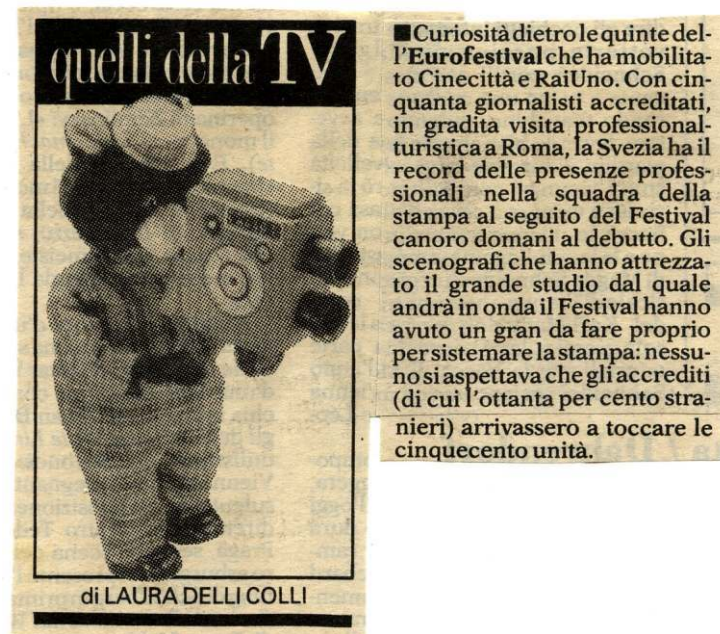 quelli della TV
di LAURA DELLI COLLI
■Curiosità dietro le quinte del-
l'Eurofestival che ha mobilita-
to Cinecittà e RaiUno. Con cin-
quanta giornalisti accreditati,
in gradita visita professional-
turistica a Roma, la Svezia ha il
record delle presenze profes-
sionali nella squadra della
stampa al seguito del Festival
canoro domani al debutto. Gli
scenografi che hanno attrezza-
to il grande studio dal quale
andrà in onda il Festival hanno
avuto un gran da fare proprio
per sistemare la stampa: nessu-
no si aspettava che gli accrediti
(di cui l'ottanta per cento stra-
nieri) arrivassero a toccare le
cinquecento unità.